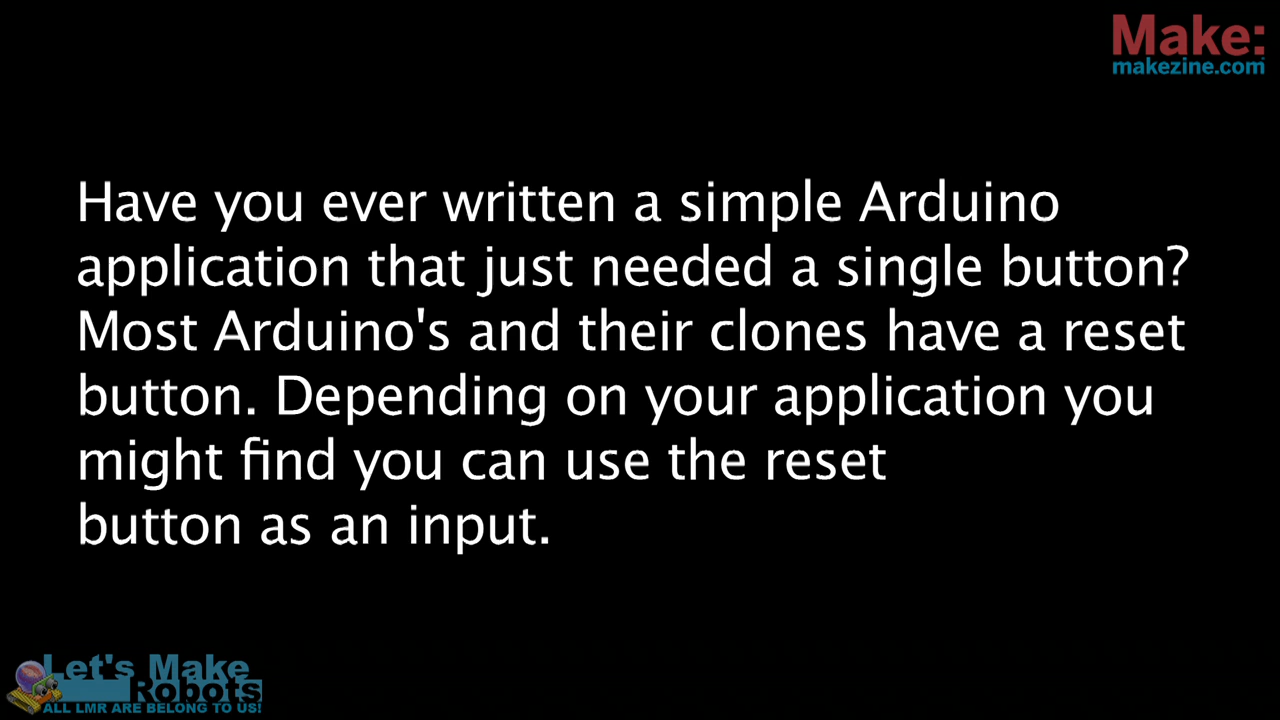 Make:
makezine.com
Have you ever written a simple Arduino
application that just needed a single button?
Most Arduino's and their clones have a reset
button. Depending on your application you
might find you can use the reset
button as an input.
Let's Make
Robots
ALL LMR ARE BELONG TO US!